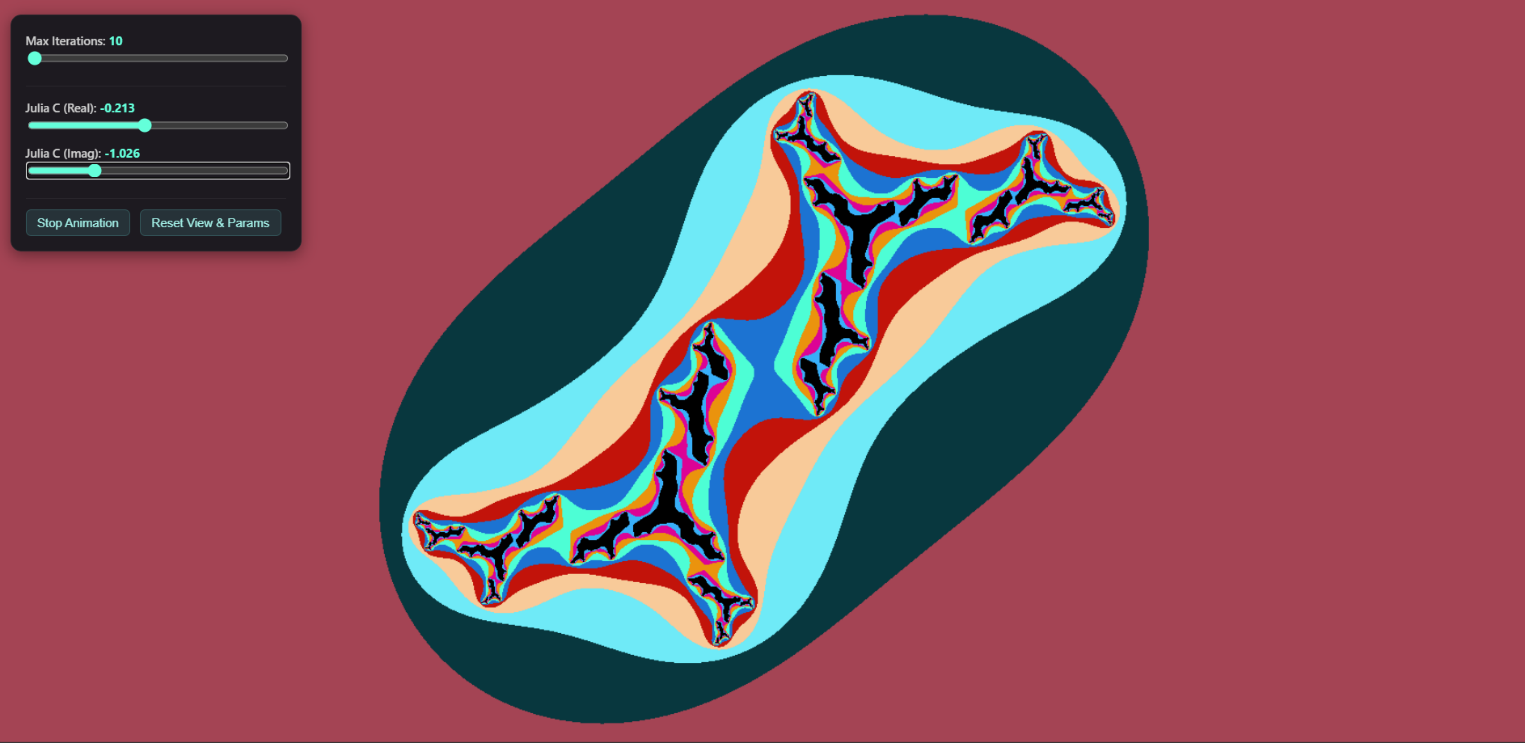 Max Iterations: 10
Julia C (Real): -0.213
Julia C (Imag): -1.026
Stop Animation Reset View & Params